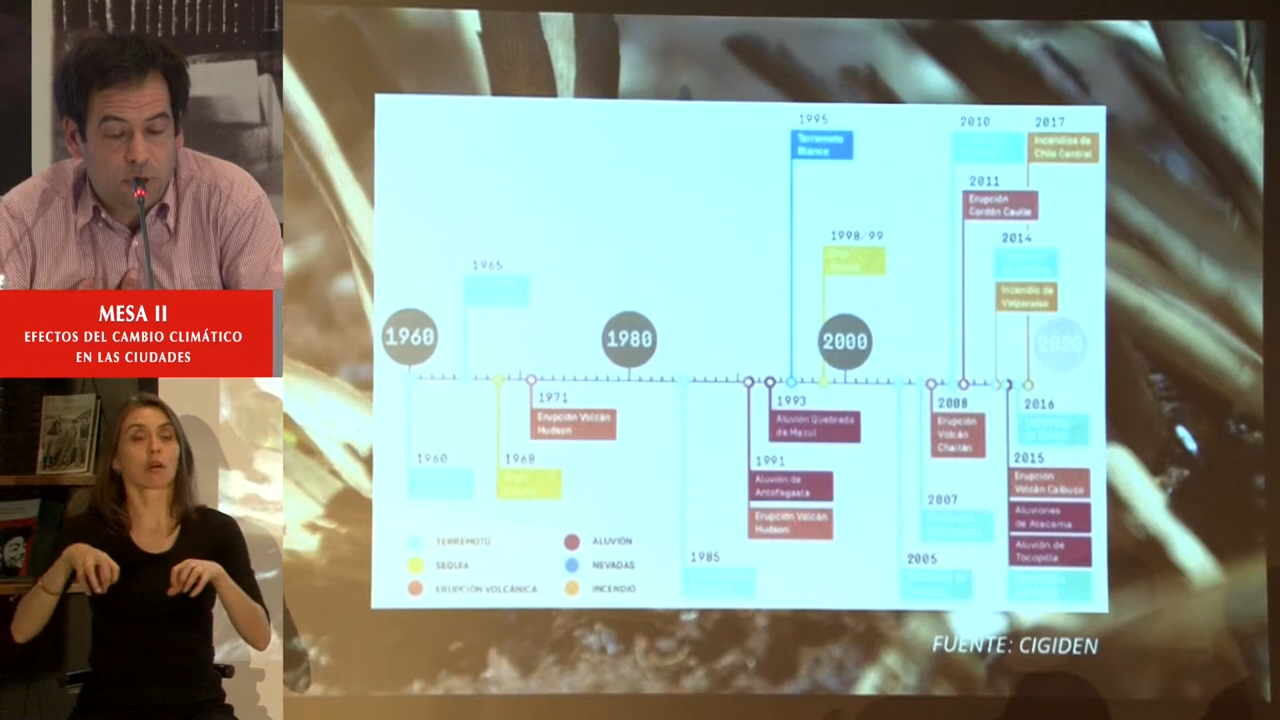 MESA II
EFECTOS DEL CAMBIO CLIMÁTICO
EN LAS CIUDADES
1995
Terremoto
Blanco
2010
2017
Incendios de
Chile Central
2011
Erupción
Cordón Caulle
1998/99
2014
Incendio de
Valparaíso
1965
1960
1980
2000
2020
1971
Erupción Volcán
Hudson
1993
Aluvión Quebrada
de Macul
2008
Erupción
Volcán
Chaitén
2016
1960
1968
1991
Aluvión de
Antofagasta
Erupción Volcán
Hudson
2015
Erupción
Volcán Calbuco
Aluviones
de Atacama
Aluvión de
Tocopilla
2007
1985
2005
TERREMOTO
SEQUÍA
ERUPCIÓN VOLCÁNICA
ALUVIÓN
NEVADAS
INCENDIO
FUENTE: CIGIDEN